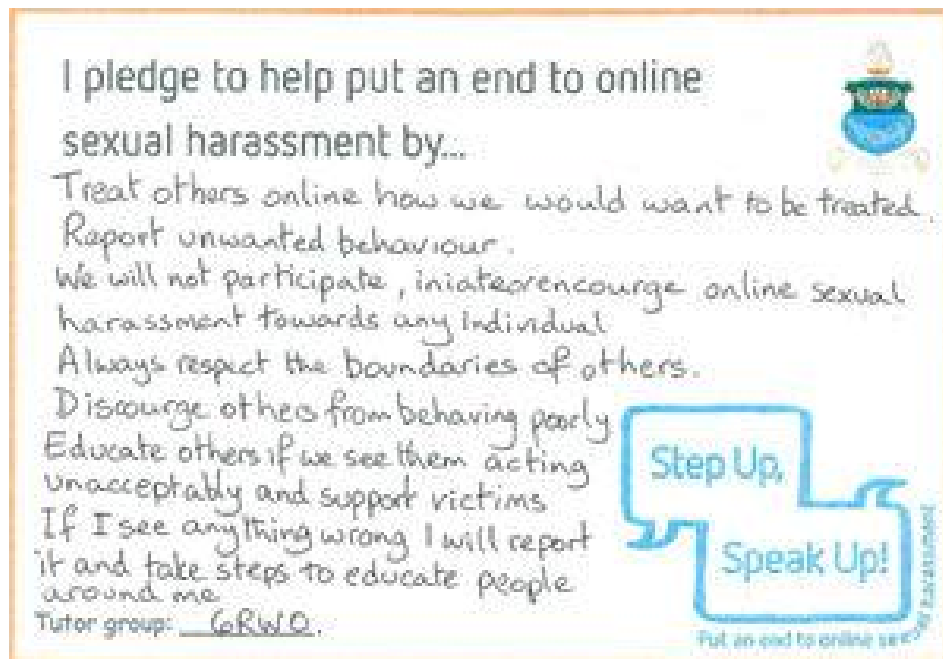 I pledge to help put an end to online
sexual harassment by...
Treat others online how we would want to be treated.
Report unwanted behaviour.
We will not participate, iniateorencourge online sexual
harassment towards any individual
Always respect the boundaries of others.
Discourge others from behaving poorly
Educate others if we see them acting
unacceptably and support victims
If I see anything wrong I will report
it and take steps to educate people
around me
Tutor group: 6RWO.
Step Up,
Speak Up!
Put an end to online sexual harassment